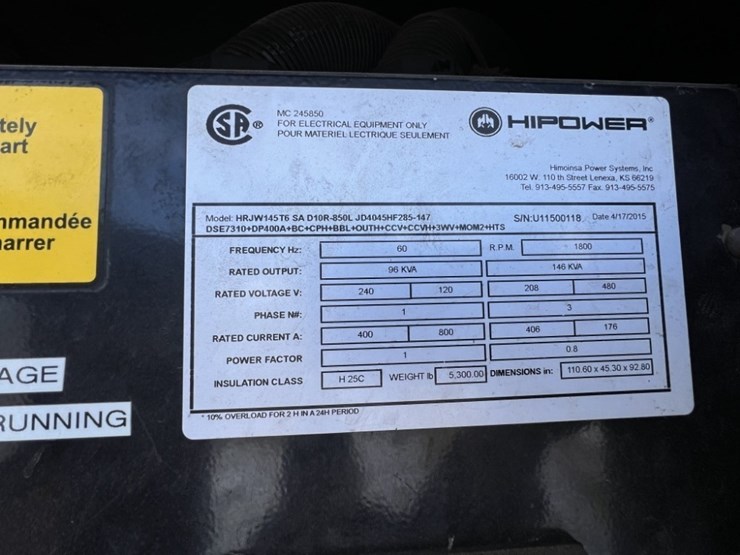 tely
art
mmandée
narrer
AGE
RUNNING
SA ®
MC 245850
FOR ELECTRICAL EQUIPMENT ONLY
POUR MATERIEL LECTRIQUE SEULEMENT
HIPOWER®
Himoinsa Power Systems, Inc
16002 W. 110 th Street Lenexa, KS 66219
Tel. 913-495-5557 Fax. 913-495-5575
Model: HRJW145T6 SA D10R-850L JD4045HF285-147 S/N:U11500118 Date 4/17/2015
DSE7310+DP400A+BC+CPH+BBL+OUTH+CCV+CCVH+3WV+MOM2+HTS
FREQUENCY Hz: 60 R.P.M. 1800
RATED OUTPUT: 96 KVA 146 KVA
RATED VOLTAGE V: 240 120 208 480
PHASE N#: 1 3
RATED CURRENT A: 400 800 406 176
POWER FACTOR 1 0.8
INSULATION CLASS H 25C WEIGHT lb 5,300.00 DIMENSIONS in: 110.60 x 45.30 x 92.80
* 10% OVERLOAD FOR 2 H IN A 24H PERIOD